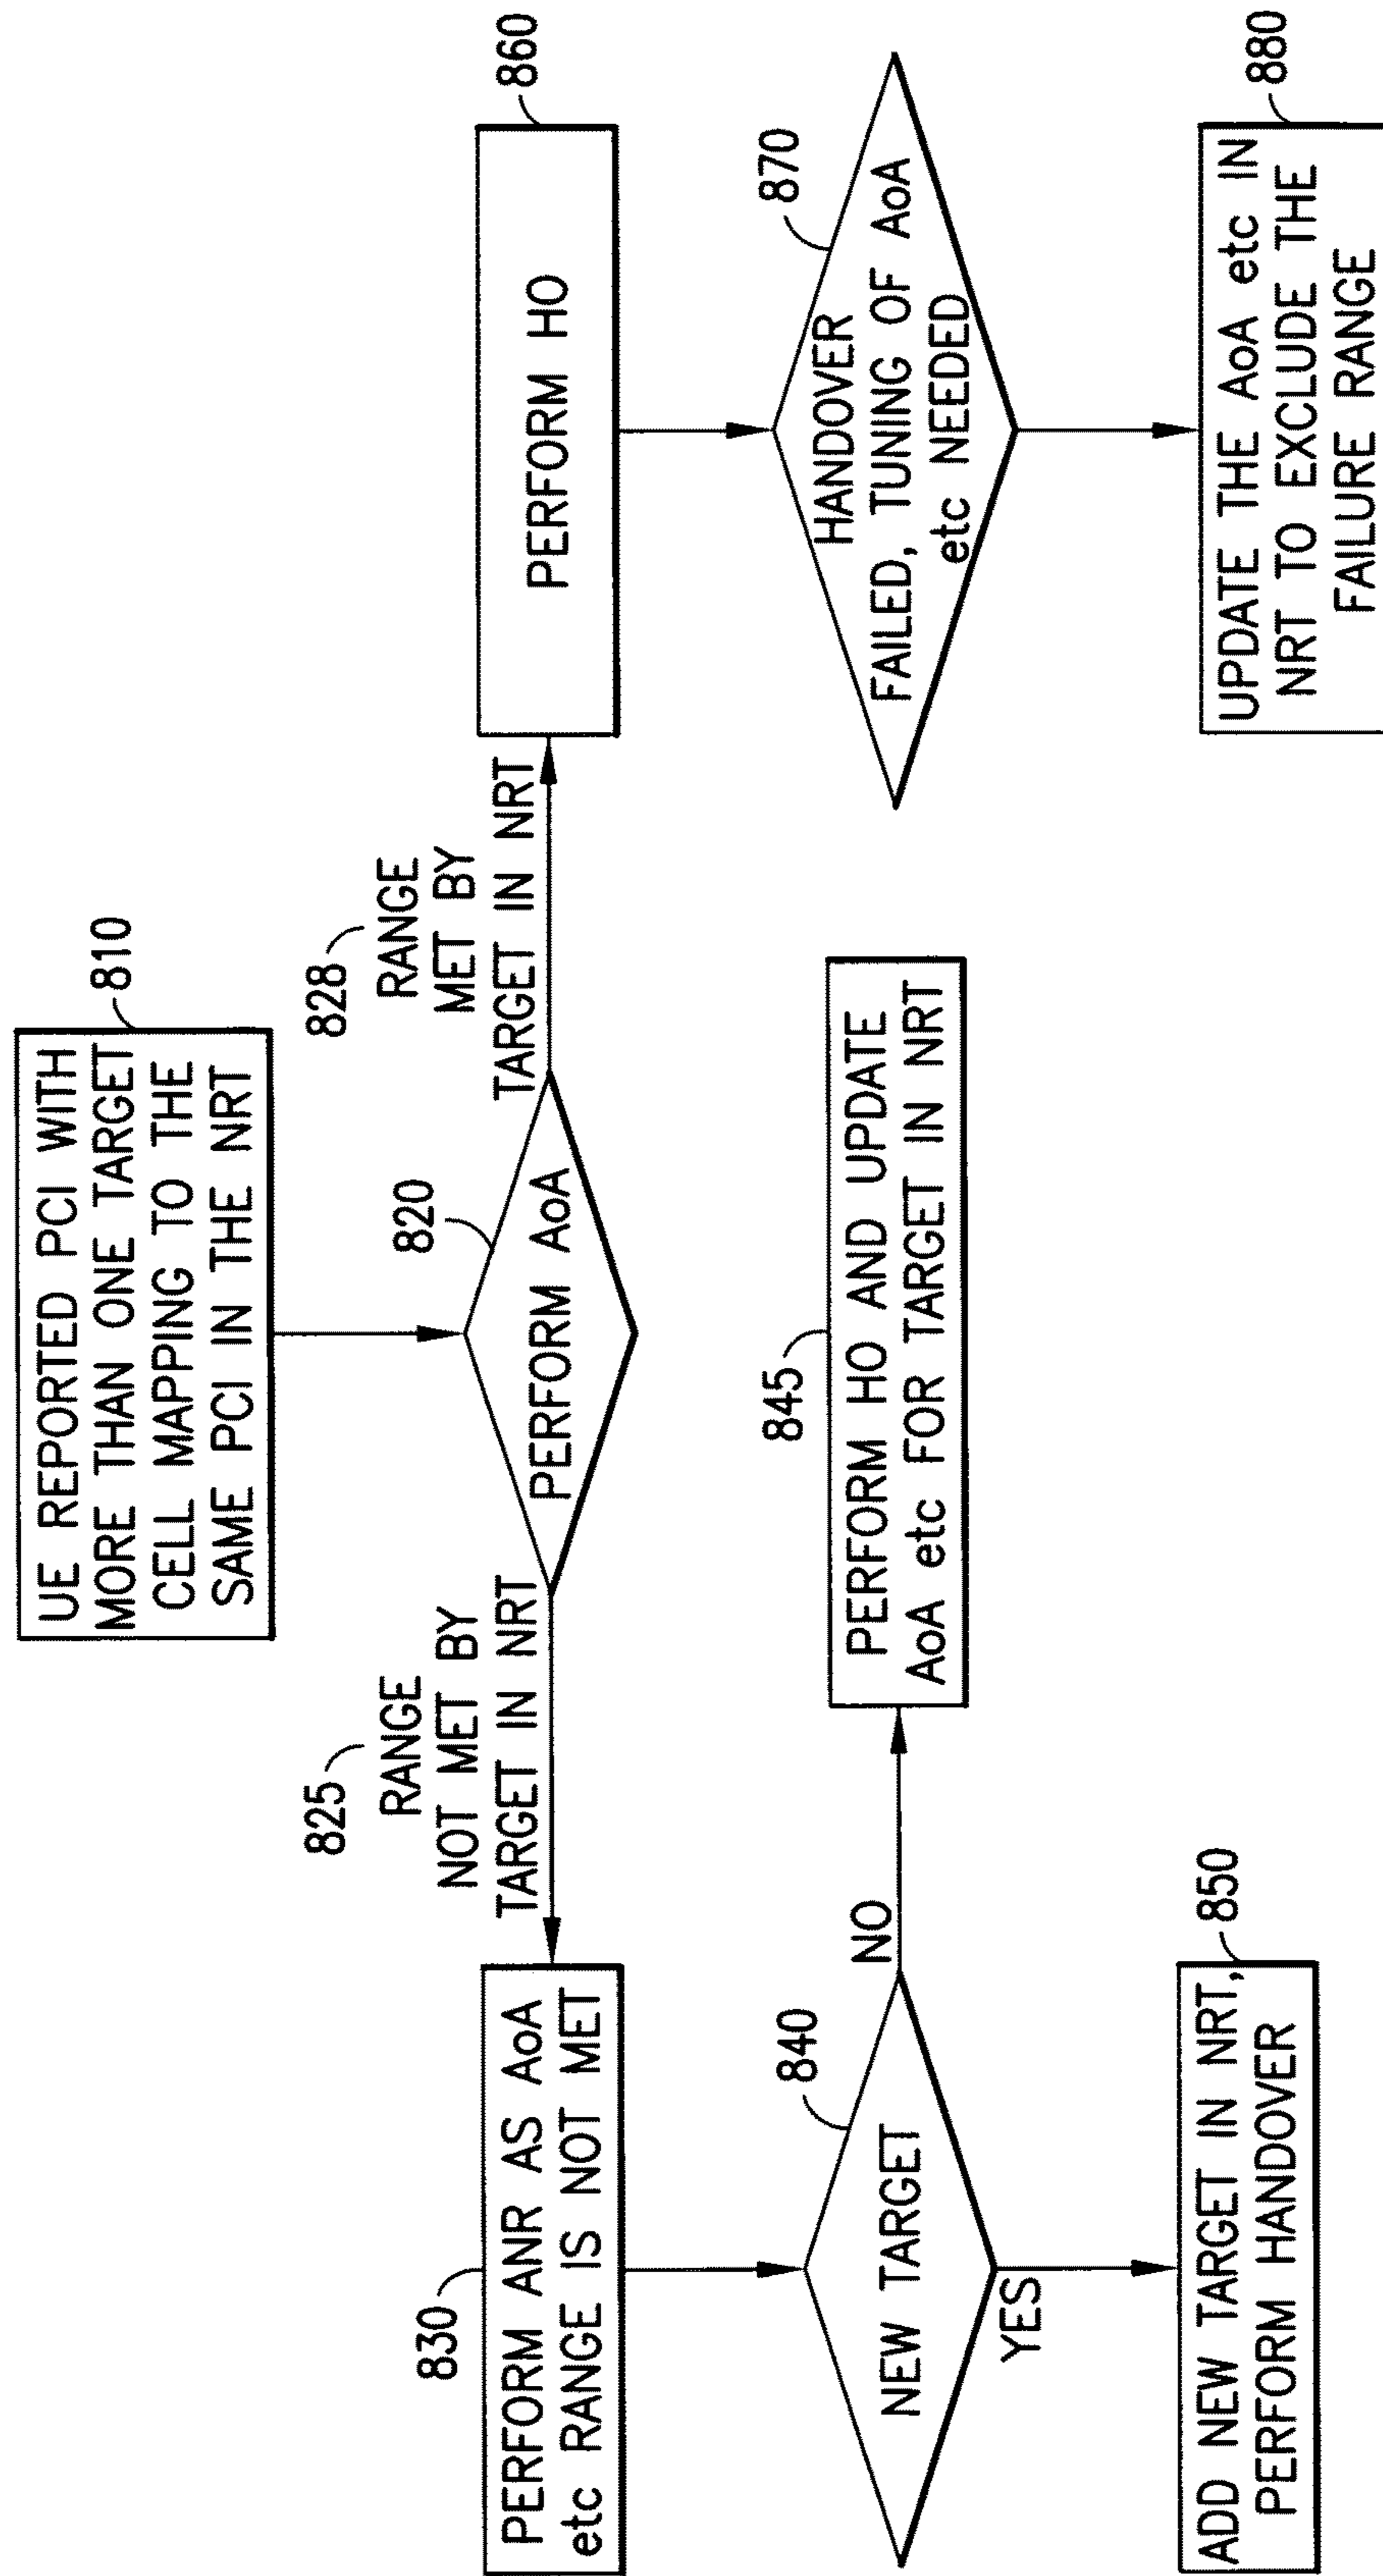 810
UE REPORTED PCI WITH
MORE THAN ONE TARGET
CELL MAPPING TO THE
SAME PCI IN THE NRT
820
PERFORM AoA
825
RANGE
NOT MET BY
TARGET IN NRT
828
RANGE
MET BY
TARGET IN NRT
830
PERFORM ANR AS AoA
etc RANGE IS NOT MET
840
NEW TARGET
NO
YES
845
PERFORM HO AND UPDATE
AoA etc FOR TARGET IN NRT
850
ADD NEW TARGET IN NRT,
PERFORM HANDOVER
860
PERFORM HO
870
HANDOVER
FAILED, TUNING OF AoA
etc NEEDED
880
UPDATE THE AoA etc IN
NRT TO EXCLUDE THE
FAILURE RANGE